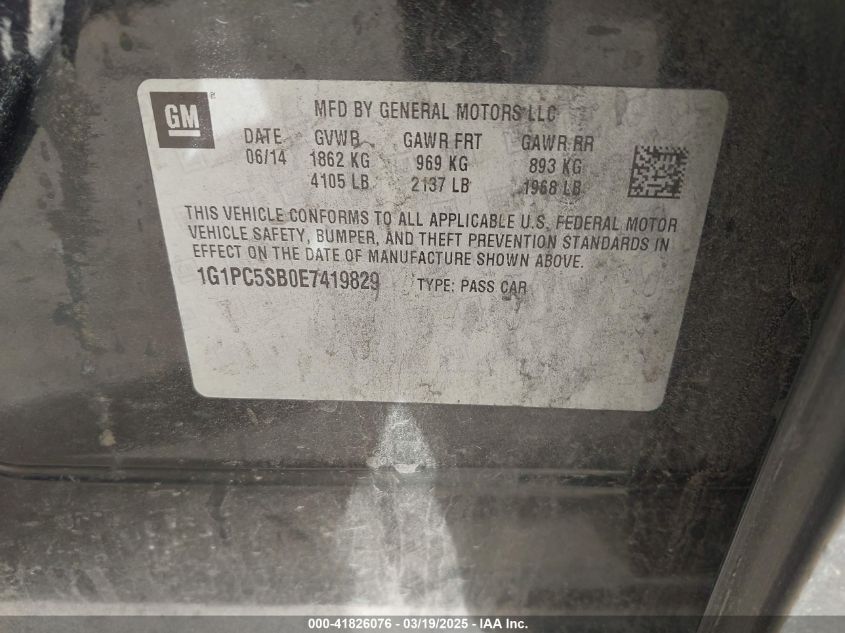 GM
MFD BY GENERAL MOTORS LLC
DATE GVWR GAWR FRT GAWR RR
06/14 1862 KG 969 KG 893 KG
4105 LB 2137 LB 1968 LB
THIS VEHICLE CONFORMS TO ALL APPLICABLE U.S. FEDERAL MOTOR
VEHICLE SAFETY, BUMPER, AND THEFT PREVENTION STANDARDS IN
EFFECT ON THE DATE OF MANUFACTURE SHOWN ABOVE.
1G1PC5SB0E7419829 TYPE: PASS CAR
000-41826076 — 03/19/2025 — IAA Inc.